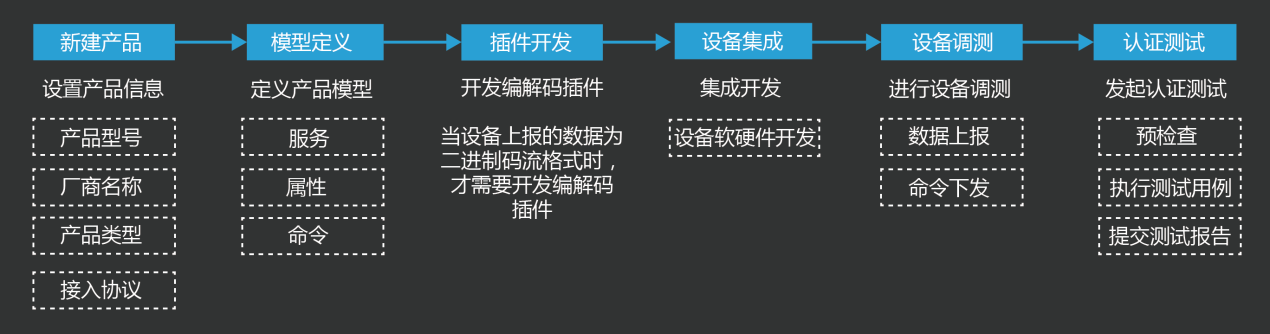 新建产品
模型定义
插件开发
设备集成
设备调测
认证测试
设置产品信息
定义产品模型
开发编解码插件
集成开发
进行设备调测
发起认证测试
产品型号
厂商名称
产品类型
接入协议
服务
属性
命令
当设备上报的数据为
二进制码流格式时，
才需要开发编解码
插件
设备软硬件开发
数据上报
命令下发
预检查
执行测试用例
提交测试报告